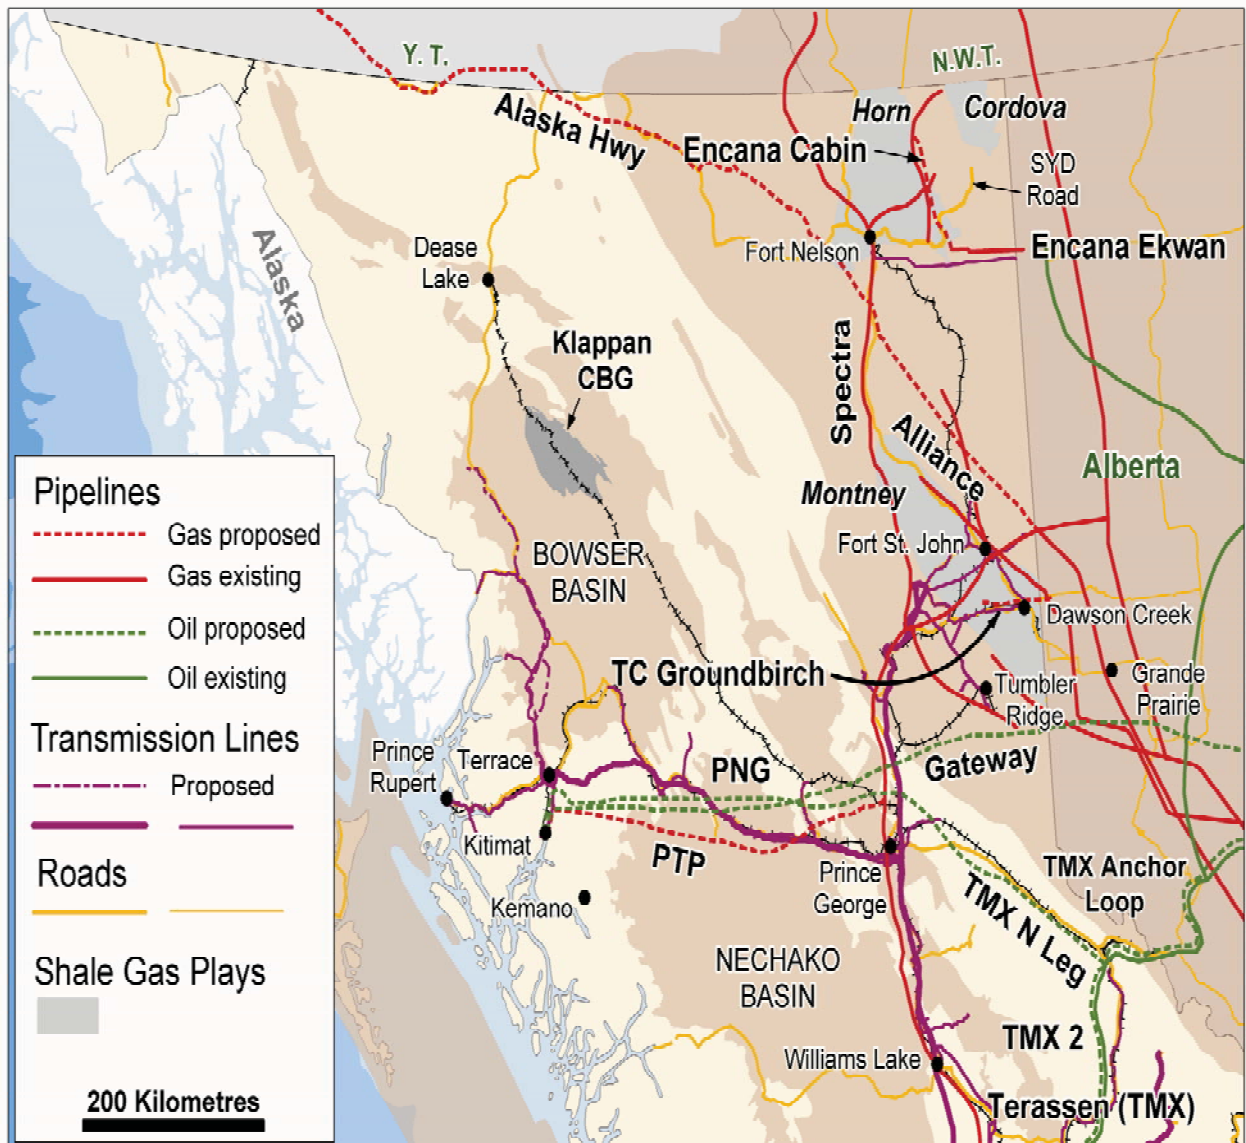 Y. T.
N.W.T.
Alaska Hwy
Horn
Cordova
Encana Cabin
SYD
Road
Fort Nelson
Encana Ekwan
Dease
Lake
Alaska
Klappan
CBG
Spectra
Alliance
Alberta
Montney
Fort St. John
BOWSER
BASIN
Dawson Creek
TC Groundbirch
Tumbler
Ridge
Grande
Prairie
Prince
Rupert
Terrace
PNG
Gateway
Kitimat
PTP
Prince
George
TMX Anchor
Loop
Kemano
TMX N Leg
NECHAKO
BASIN
TMX 2
Williams Lake
Terassen (TMX)
Pipelines
Gas proposed
Gas existing
Oil proposed
Oil existing
Transmission Lines
Proposed
Roads
Shale Gas Plays
200 Kilometres